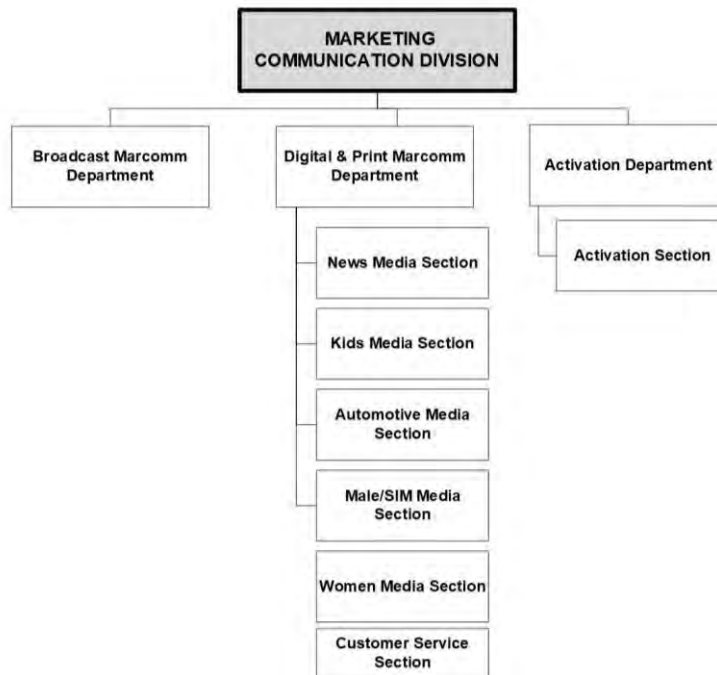 MARKETING
COMMUNICATION DIVISION
Broadcast Marcomm
Department
Digital & Print Marcomm
Department
Activation Department
News Media Section
Activation Section
Kids Media Section
Automotive Media
Section
Male/SIM Media
Section
Women Media Section
Customer Service
Section